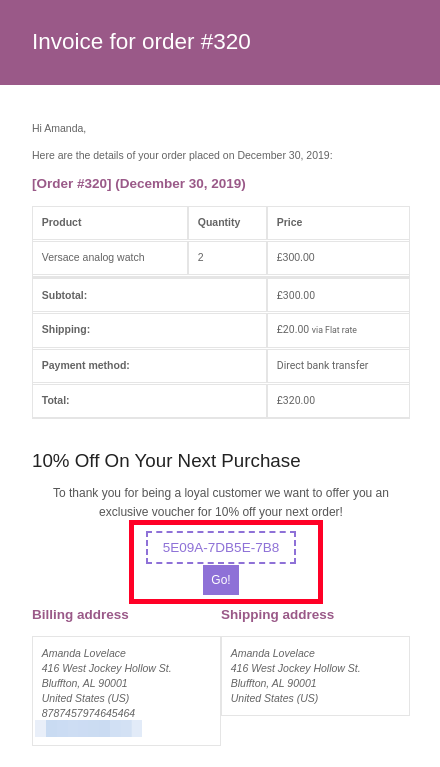 Invoice for order #320
Hi Amanda,
Here are the details of your order placed on December 30, 2019:
[Order #320] (December 30, 2019)
Product Quantity Price
Versace analog watch 2 £300.00
Subtotal: £300.00
Shipping: £20.00 via Flat rate
Payment method: Direct bank transfer
Total: £320.00
10% Off On Your Next Purchase
To thank you for being a loyal customer we want to offer you an
exclusive voucher for 10% off your next order!
5E09A-7DB5E-7B8
Go!
Billing address Shipping address
Amanda Lovelace Amanda Lovelace
416 West Jockey Hollow St. 416 West Jockey Hollow St.
Bluffton, AL 90001 Bluffton, AL 90001
United States (US) United States (US)
8787457974645464